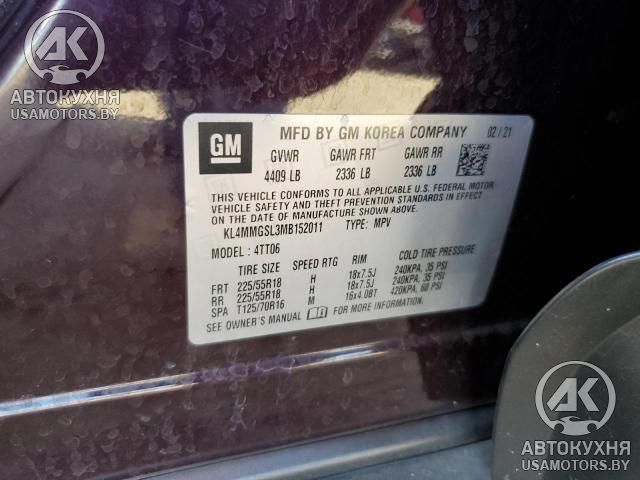 AK
АВТОКУХНЯ
USAMOTORS.BY
GM
MFD BY GM KOREA COMPANY 02/21
GVWR GAWR FRT GAWR RR
4409 LB 2336 LB 2336 LB
THIS VEHICLE CONFORMS TO ALL APPLICABLE U.S. FEDERAL MOTOR
VEHICLE SAFETY AND THEFT PREVENTION STANDARDS IN EFFECT ON
THE DATE OF MANUFACTURE SHOWN ABOVE.
KL4MMGSL3MB152011 TYPE: MPV
MODEL: 4TT06
TIRE SIZE SPEED RTG RIM COLD TIRE PRESSURE
FRT 225/55R18 H 18x7.5J 240KPA, 35 PSI
RR 225/55R18 H 18x7.5J 240KPA, 35 PSI
SPA T125/70R16 M 16x4.0BT 420KPA, 60 PSI
SEE OWNER'S MANUAL FOR MORE INFORMATION.
AK
АВТОКУХНЯ
USAMOTORS.BY